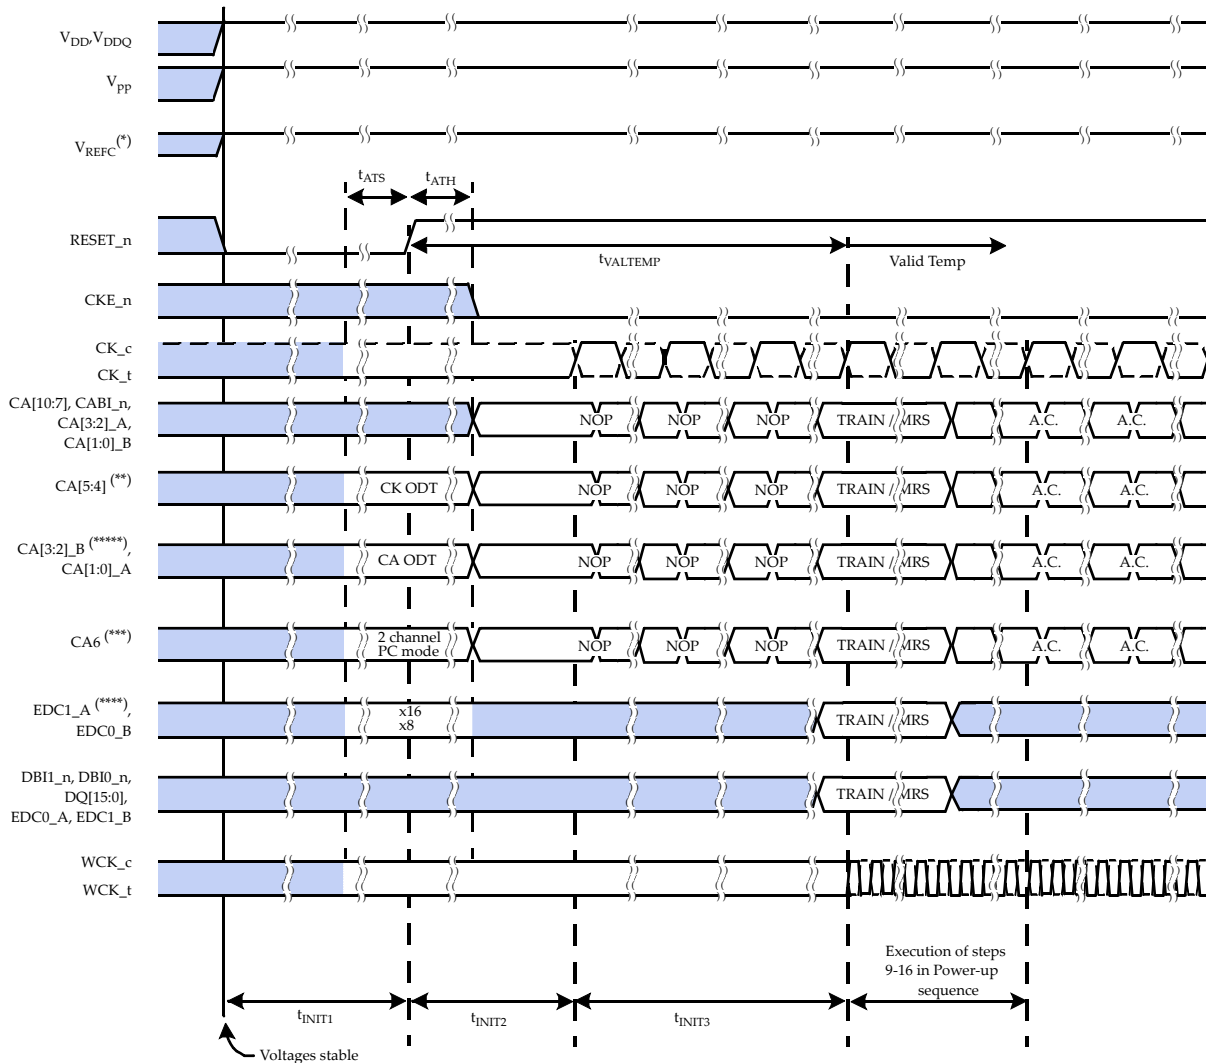 VDD,VDDQ
VPP
VREFC(*)
tATS tATH
RESET_n
tVALTEMP Valid Temp
CKE_n
CK_c
CK_t
CA[10:7], CABI_n,
CA[3:2]_A,
CA[1:0]_B
NOP NOP NOP TRAIN / MRS A.C. A.C.
CA[5:4] (**)
CK ODT NOP NOP NOP TRAIN / MRS A.C. A.C.
CA[3:2]_B (*****),
CA[1:0]_A
CA ODT NOP NOP NOP TRAIN / MRS A.C. A.C.
CA6 (***)
2 channel
PC mode
NOP NOP NOP TRAIN / MRS A.C. A.C.
EDC1_A (****),
EDC0_B
x16
x8
TRAIN / MRS
DBI1_n, DBI0_n,
DQ[15:0],
EDC0_A, EDC1_B
TRAIN / MRS
WCK_c
WCK_t
Execution of steps
9-16 in Power-up
sequence
tINIT1 tINIT2 tINIT3
Voltages stable